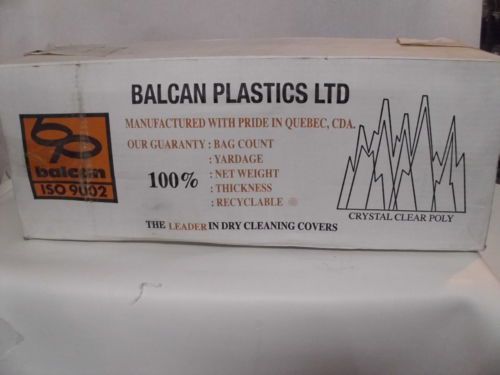 BALCAN PLASTICS LTD
MANUFACTURED WITH PRIDE IN QUEBEC, CDA.
OUR GUARANTY : BAG COUNT
: YARDAGE
100% : NET WEIGHT
: THICKNESS
: RECYCLABLE
THE LEADER IN DRY CLEANING COVERS
bp
balcan
ISO 9002
CRYSTAL CLEAR POLY